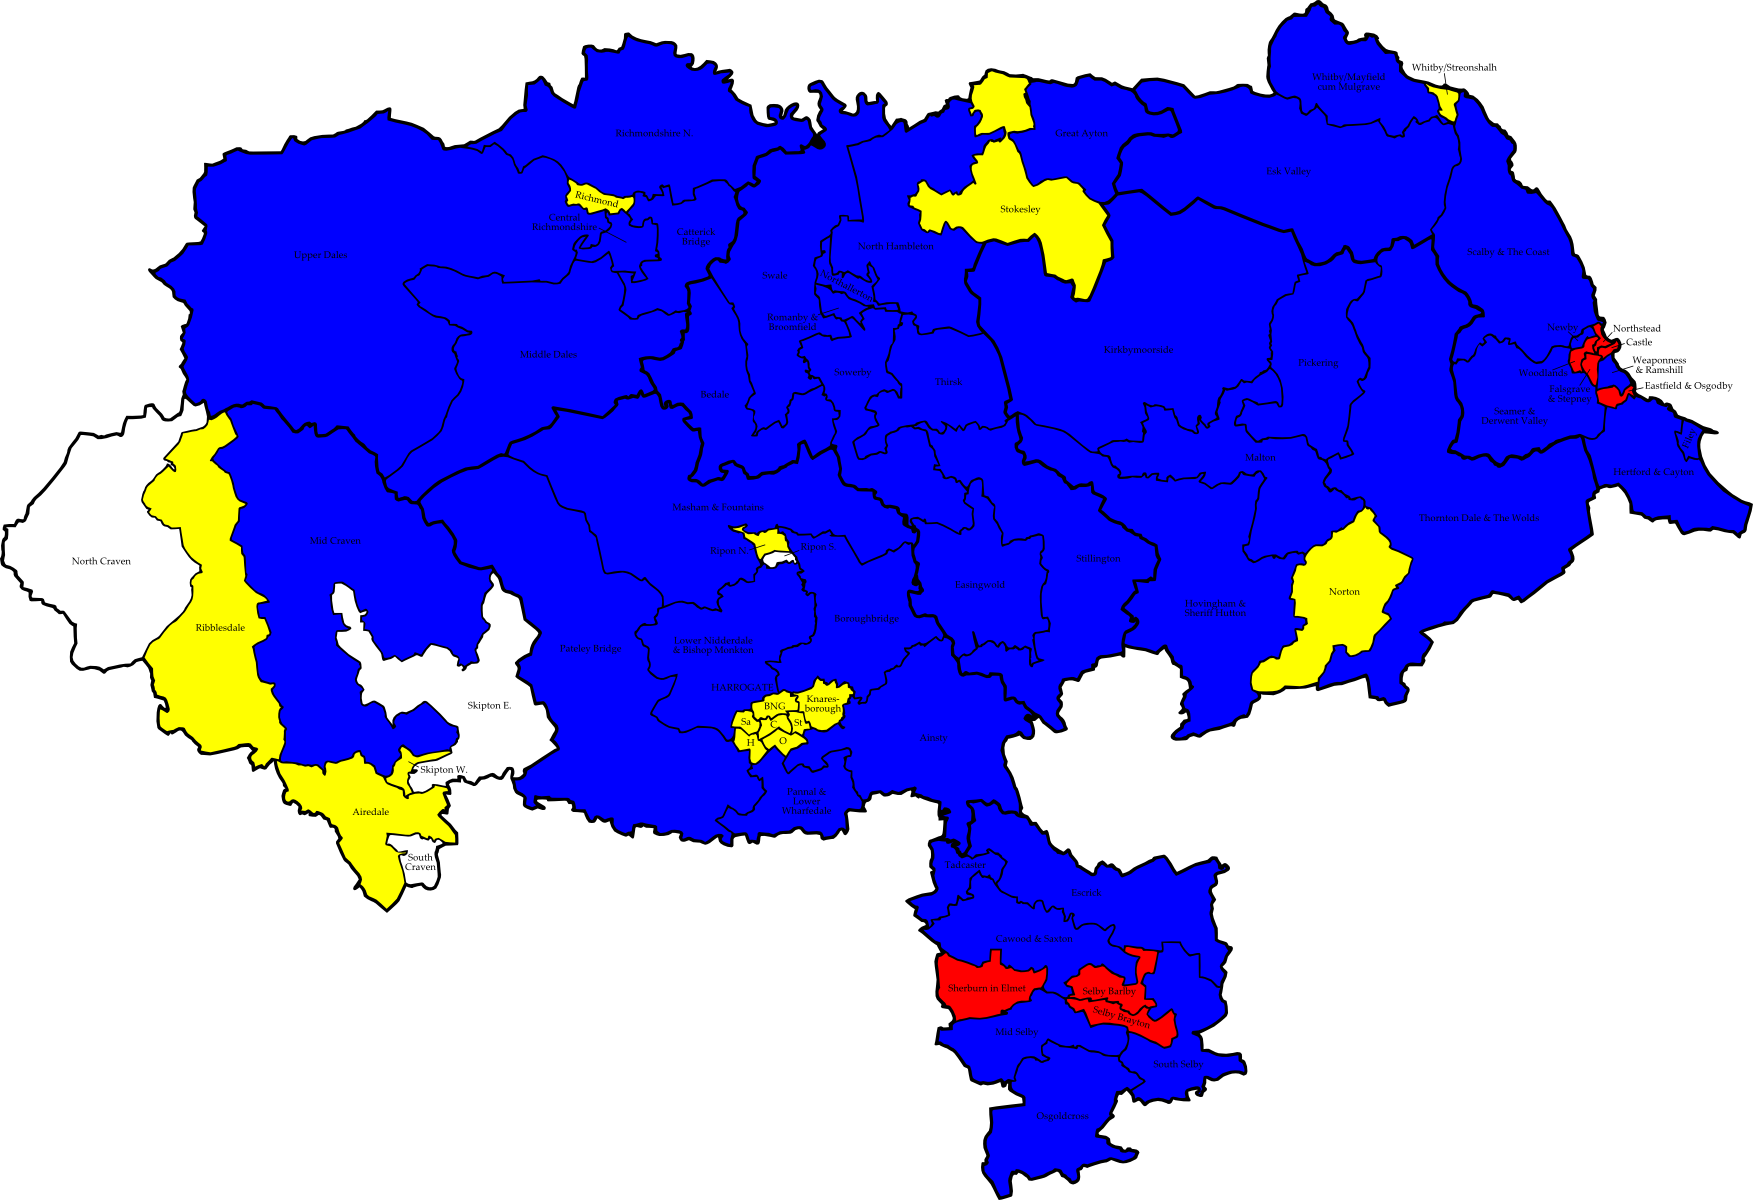 Whitby/Streonshalh
Whitby/Mayfield
cum Mulgrave
Richmondshire N.
Great Ayton
Esk Valley
Richmond
Stokesley
Central
Richmondshire
Catterick
Bridge
North Hambleton
Upper Dales
Scalby & The Coast
Swale
Northallerton
Romanby &
Broomfield
Newby
Northstead
Castle
Middle Dales
Kirkbymoorside
Pickering
Weaponness
& Ramshill
Woodlands
Sowerby
Thirsk
Eastfield & Osgodby
Falsgrave
& Stepney
Bedale
Seamer &
Derwent Valley
Filey
Malton
Hertford & Cayton
Masham & Fountains
Thornton Dale & The Wolds
Mid Craven
Ripon N.
Ripon S.
North Craven
Stillington
Easingwold
Norton
Hovingham &
Sheriff Hutton
Boroughbridge
Ribblesdale
Lower Nidderdale
& Bishop Monkton
Pateley Bridge
HARROGATE
Knares-
borough
BNG
Skipton E.
Sa
C
St
H
O
Ainsty
Skipton W.
Pannal &
Lower
Wharfedale
Airedale
South
Craven
Tadcaster
Escrick
Cawood & Saxton
Sherburn in Elmet
Selby Barlby
Selby Brayton
Mid Selby
South Selby
Osgoldcross